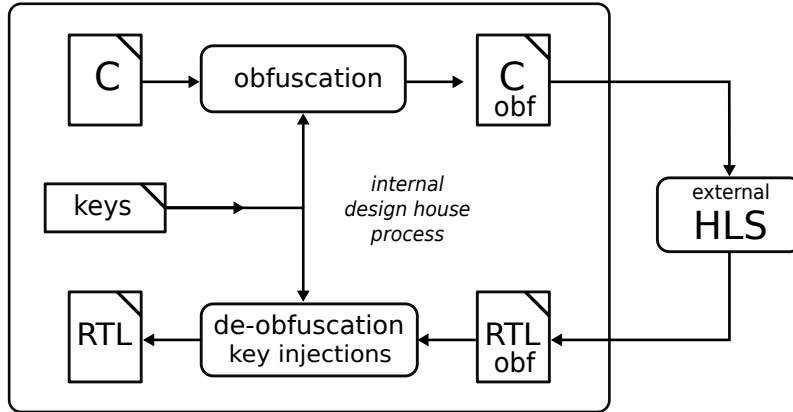 C
obfuscation
C
obf
keys
internal
design house
process
external
HLS
RTL
de-obfuscation
key injections
RTL
obf